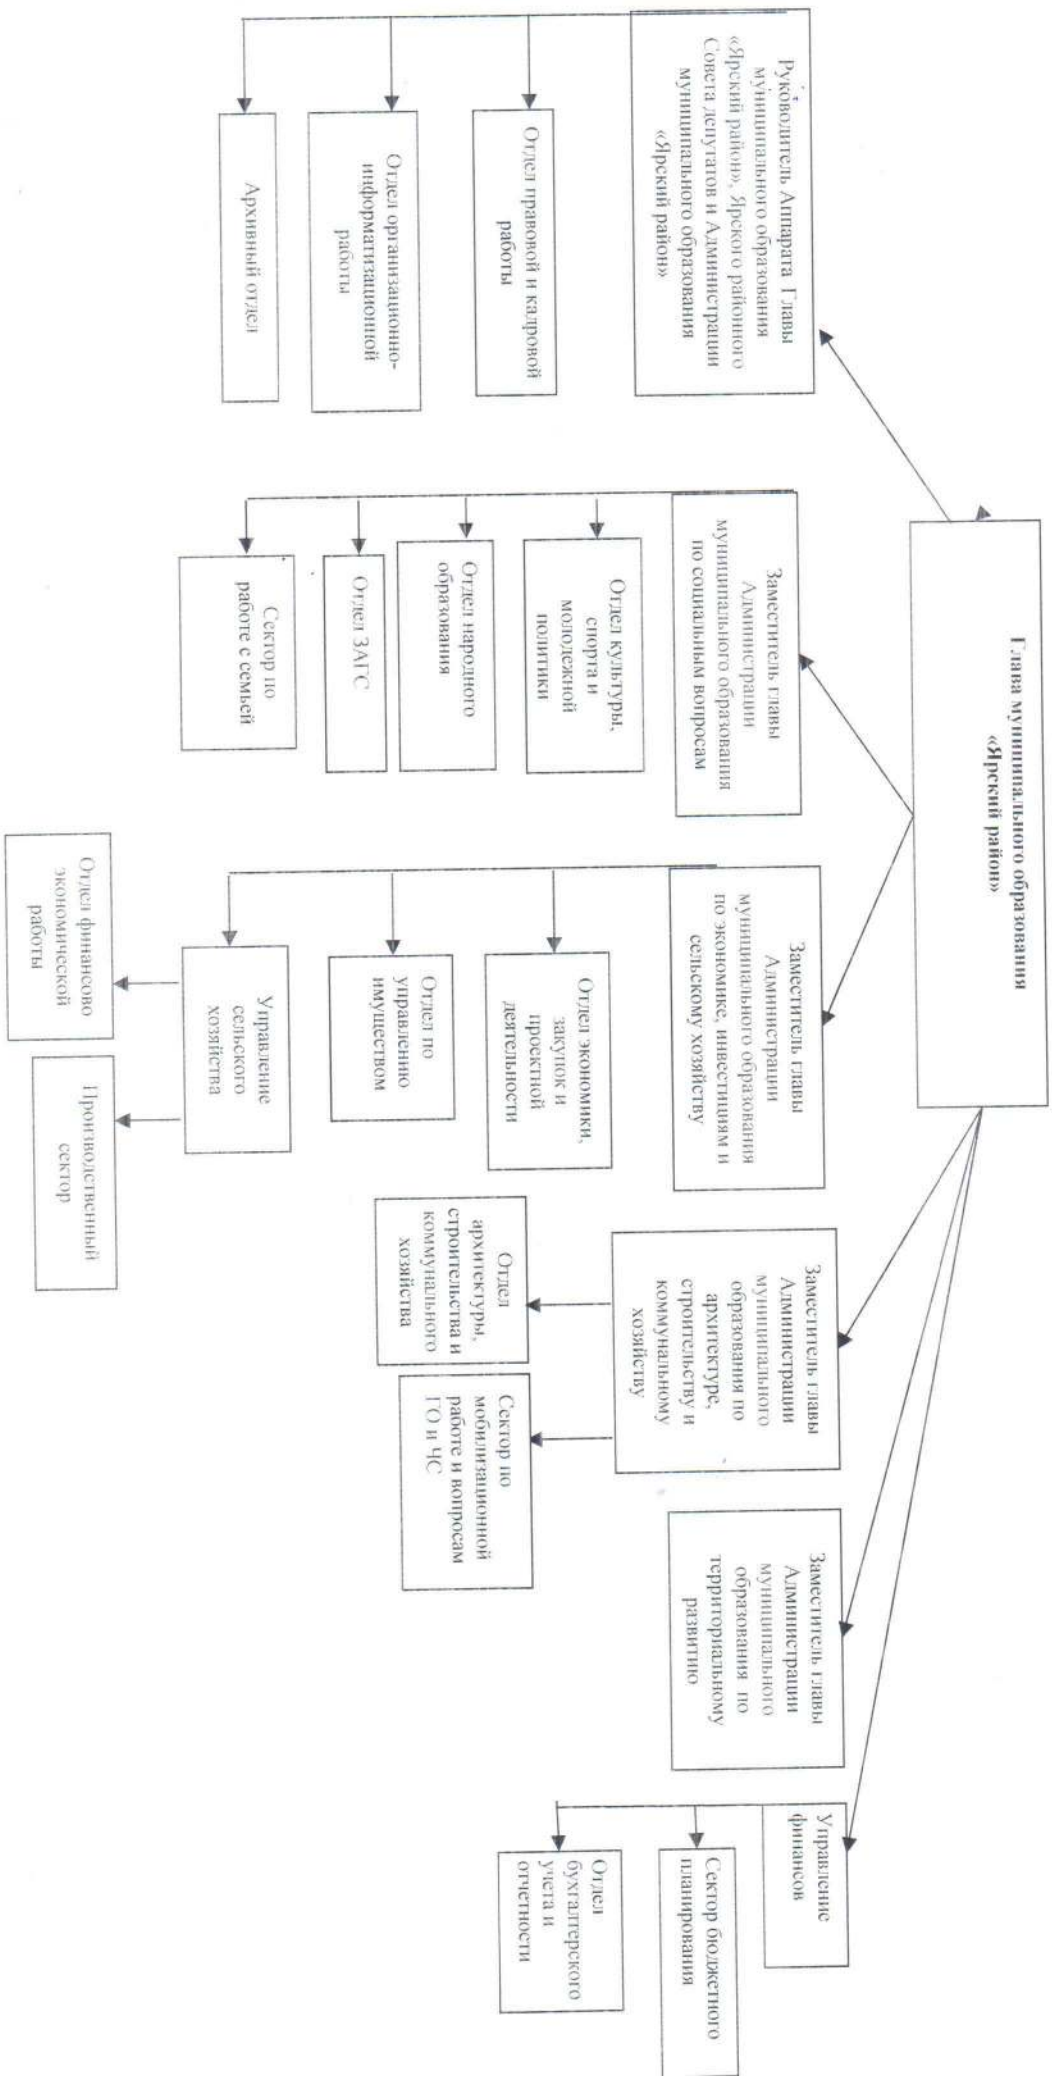 Глава муниципального образования
«Ярский район»
Руководитель Аппарата Главы
муниципального образования
«Ярский район», Ярского районного
Совета депутатов и Администрации
муниципального образования
«Ярский район»
Отдел правовой и кадровой
работы
Отдел организационно-
информатизационной
работы
Архивный отдел
Заместитель главы
Администрации
муниципального образования
по социальным вопросам
Отдел культуры,
спорта и
молодежной
политики
Отдел народного
образования
Отдел ЗАГС
Сектор по
работе с семьей
Заместитель главы
Администрации
муниципального образования
по экономике, инвестициям и
сельскому хозяйству
Отдел экономики,
закупок и
проектной
деятельности
Отдел по
управлению
имуществом
Управление
сельского
хозяйства
Отдел финансово
экономической
работы
Производственный
сектор
Заместитель главы
Администрации
муниципального
образования по
архитектуре,
строительству и
коммунальному
хозяйству
Отдел
архитектуры,
строительства и
коммунального
хозяйства
Сектор по
мобилизационной
работе и вопросам
ГО и ЧС
Заместитель главы
Администрации
муниципального
образования по
территориальному
развитию
Управление
финансов
Сектор бюджетного
планирования
Отдел
бухгалтерского
учета и
отчетности